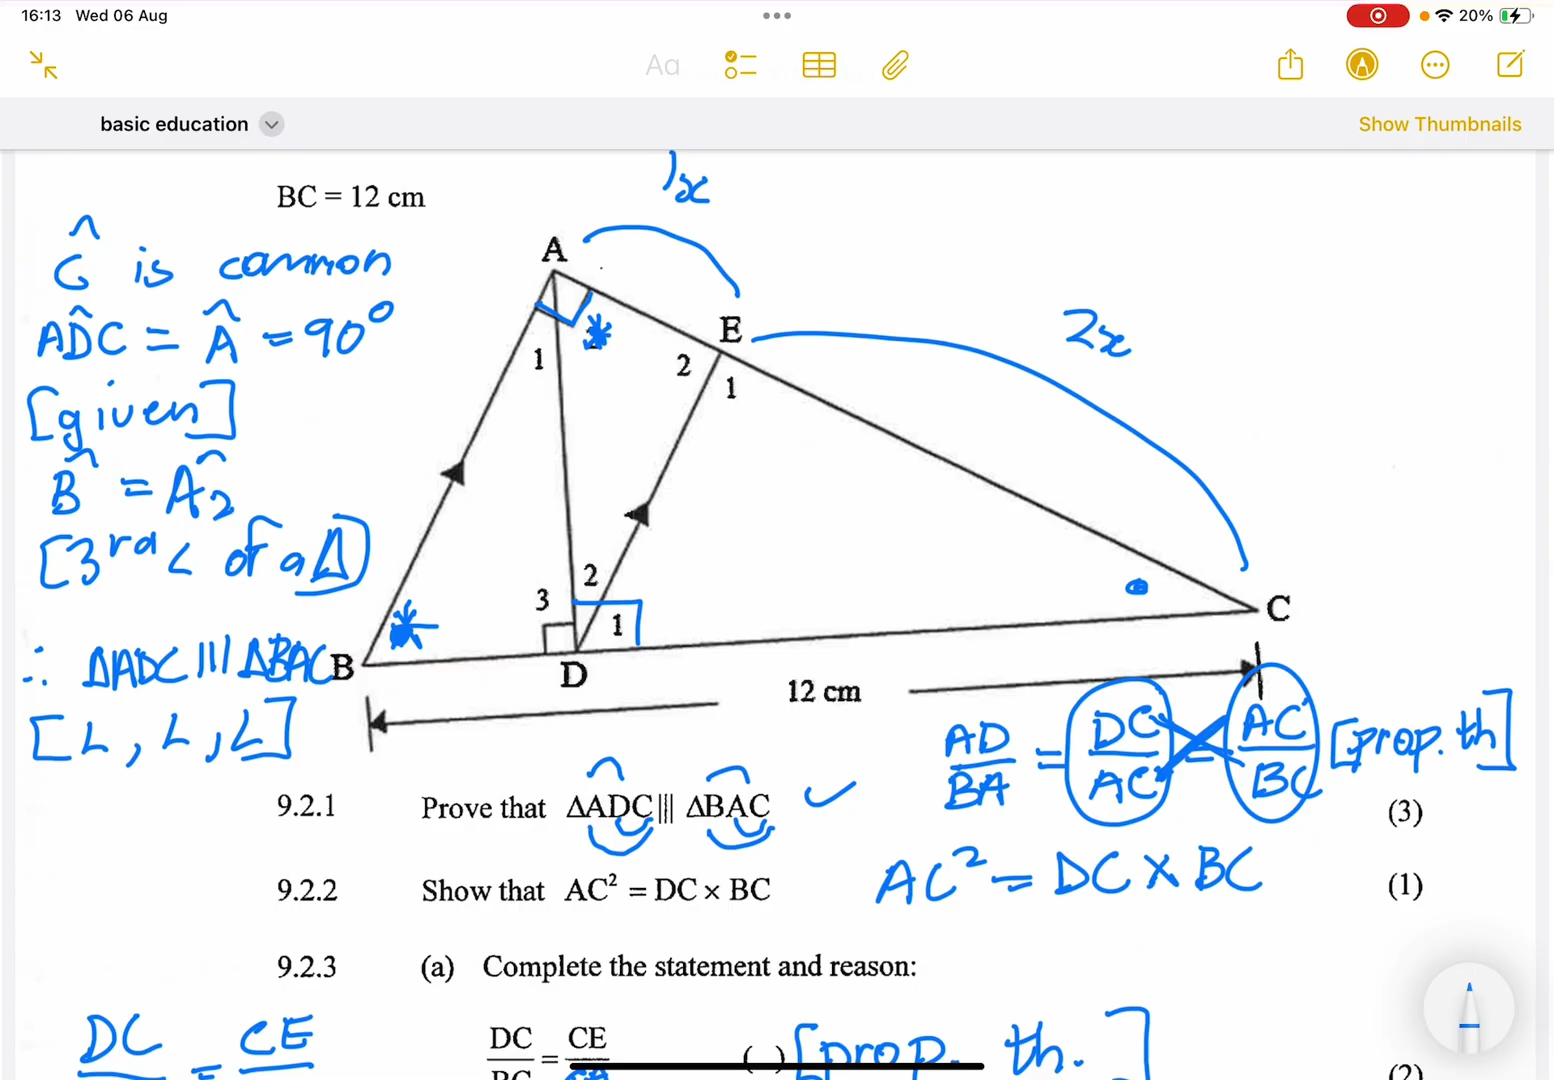 16:13 Wed 06 Aug
20%
Aa
basic education
Show Thumbnails
BC = 12 cm
1x
Ĉ is common
AD̂C = Â = 90°
[given]
B̂ = Â2
[3rd < of a Δ]
∴ ΔADC ||| ΔBAC
[∠, ∠, ∠]
A
E
2x
1
2
1
2
3
1
C
B
D
12 cm
AD/BA = DC/AC = AC/BC [prop. th]
9.2.1 Prove that ΔADC ||| ΔBAC (3)
9.2.2 Show that AC² = DC × BC (1)
AC² = DC × BC
9.2.3 (a) Complete the statement and reason:
DC = CE
DC = CE ( ) [prop. th.]
(2)